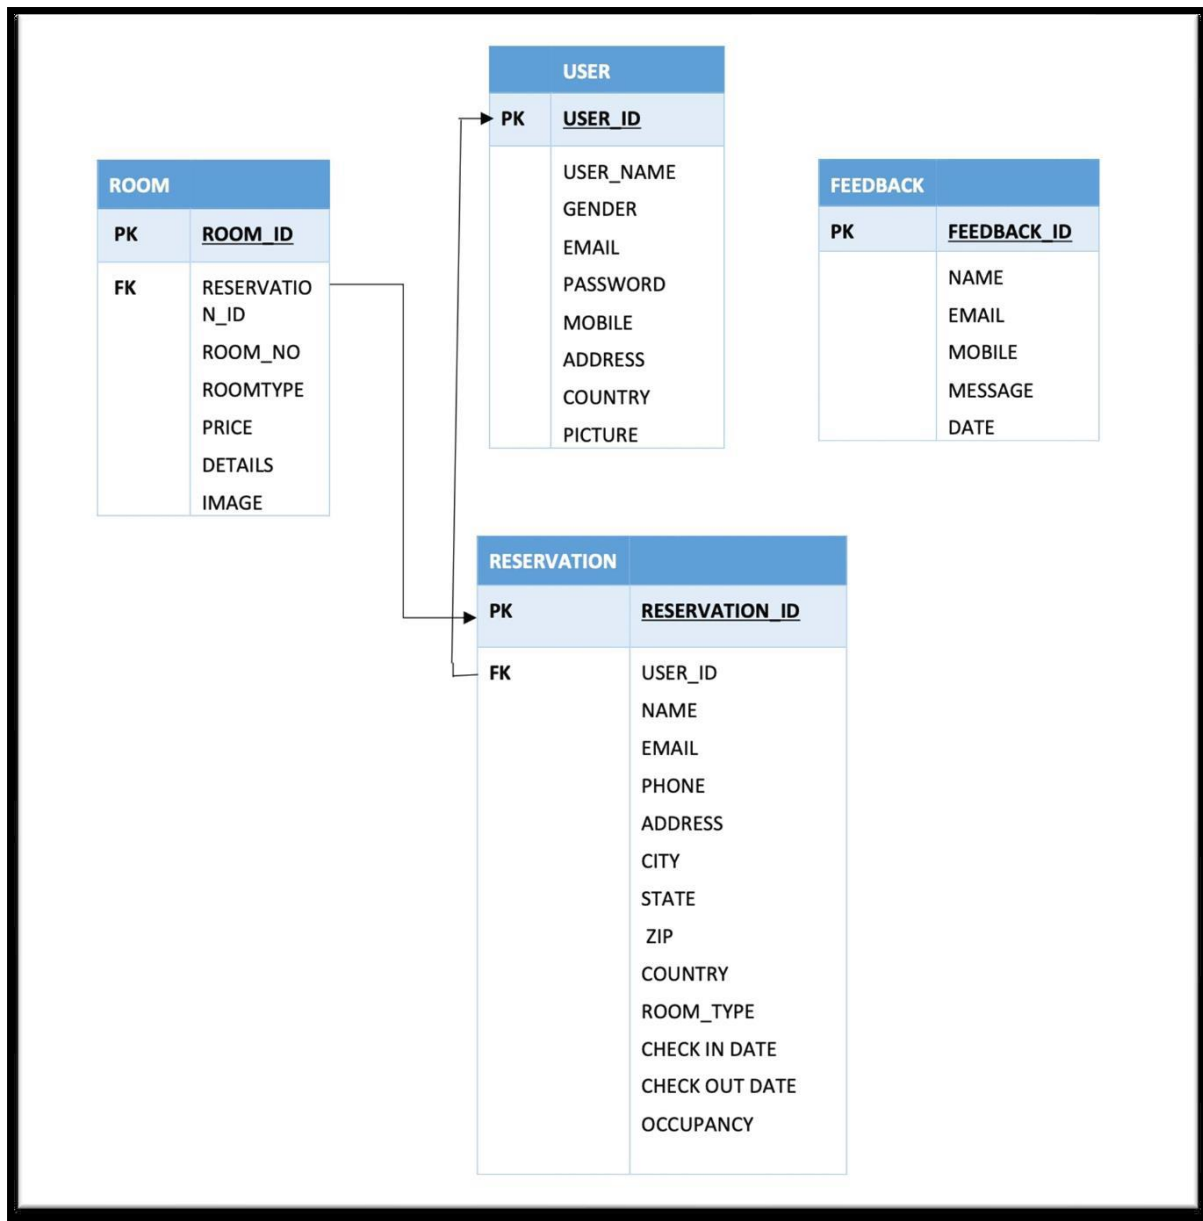 USER
PK USER_ID
USER_NAME
GENDER
EMAIL
PASSWORD
MOBILE
ADDRESS
COUNTRY
PICTURE
ROOM
PK ROOM_ID
FK RESERVATIO
N_ID
ROOM_NO
ROOMTYPE
PRICE
DETAILS
IMAGE
FEEDBACK
PK FEEDBACK_ID
NAME
EMAIL
MOBILE
MESSAGE
DATE
RESERVATION
PK RESERVATION_ID
FK USER_ID
NAME
EMAIL
PHONE
ADDRESS
CITY
STATE
ZIP
COUNTRY
ROOM_TYPE
CHECK IN DATE
CHECK OUT DATE
OCCUPANCY